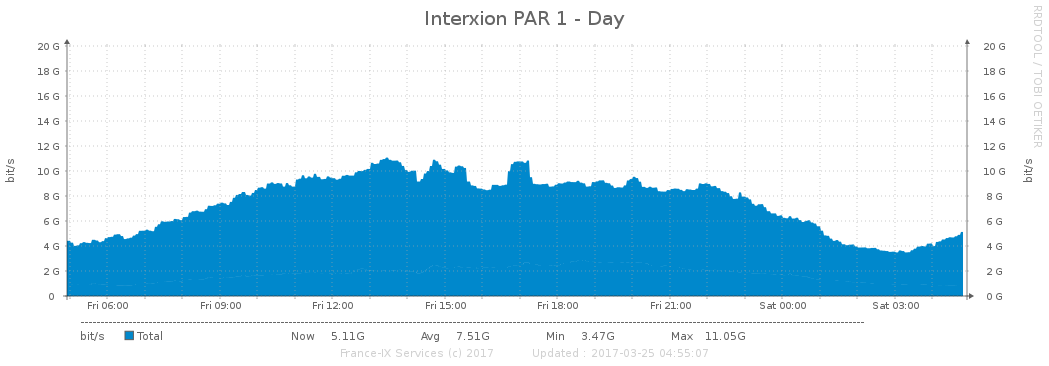 Interxion PAR 1 - Day
RRDTOOL / TOBI OETIKER
bit/s
20 G 20 G
18 G 18 G
16 G 16 G
14 G 14 G
12 G 12 G
10 G 10 G
8 G 8 G
6 G 6 G
4 G 4 G
2 G 2 G
0 0 G
bit/s
Fri 06:00 Fri 09:00 Fri 12:00 Fri 15:00 Fri 18:00 Fri 21:00 Sat 00:00 Sat 03:00
bit/s Total Now 5.11G Avg 7.51G Min 3.47G Max 11.05G
France-IX Services (c) 2017 Updated : 2017-03-25 04:55:07